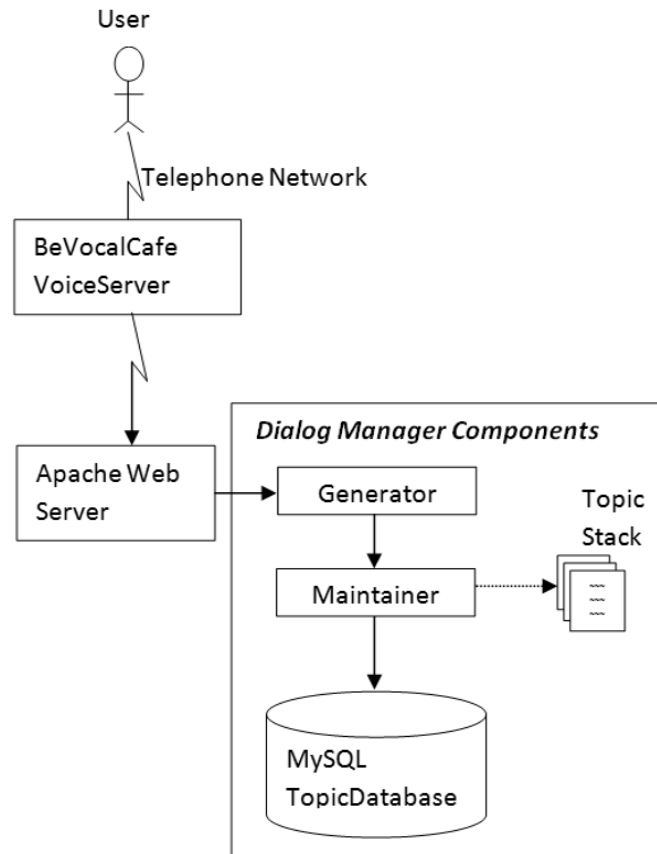 User
Telephone Network
BeVocalCafe
VoiceServer
Dialog Manager Components
Apache Web
Server
Generator
Topic
Stack
Maintainer
MySQL
TopicDatabase